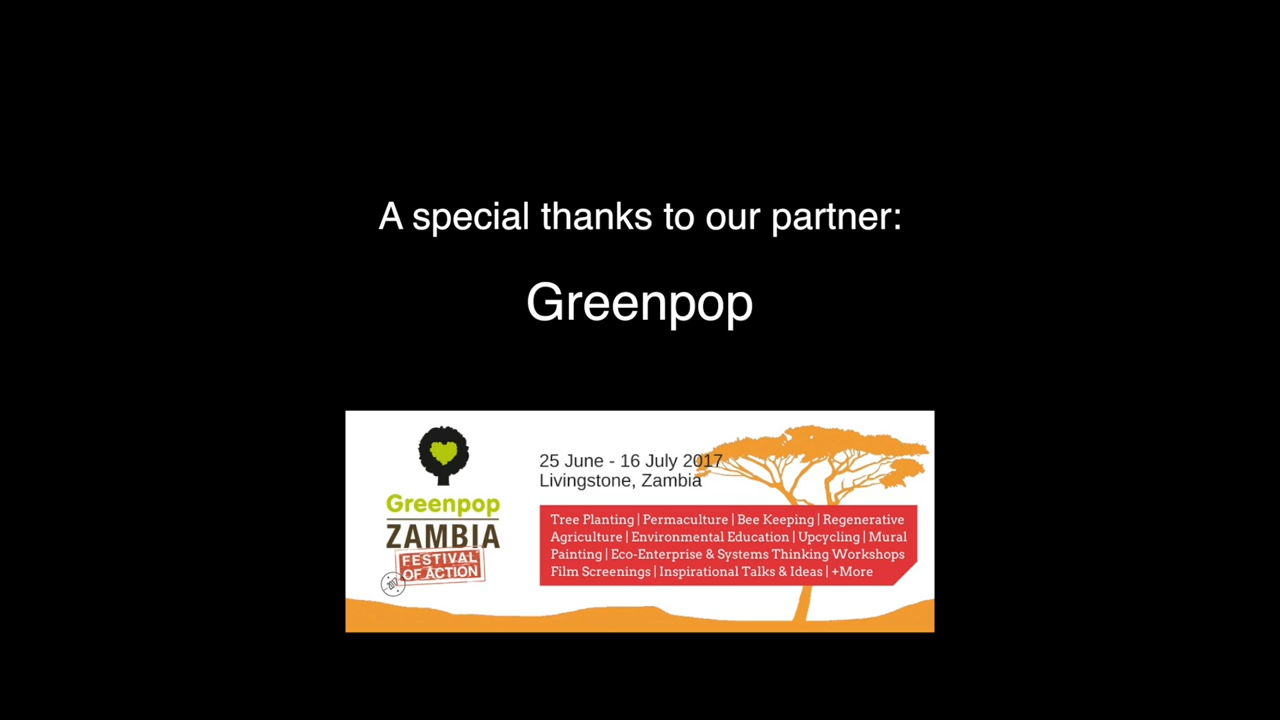 A special thanks to our partner:
Greenpop
Greenpop
ZAMBIA
FESTIVAL
OF ACTION
25 June - 16 July 2017
Livingstone, Zambia
Tree Planting | Permaculture | Bee Keeping | Regenerative
Agriculture | Environmental Education | Upcycling | Mural
Painting | Eco-Enterprise & Systems Thinking Workshops
Film Screenings | Inspirational Talks & Ideas | +More